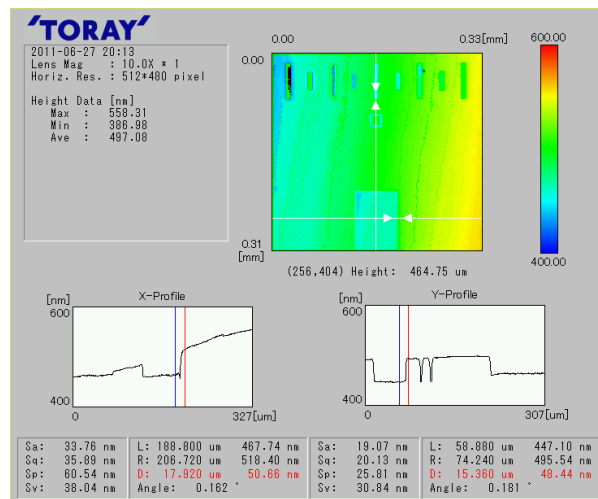 'TORAY'
2011-06-27 20:13
Lens Mag : 10.0X * 1
Horiz. Res. : 512*480 pixel
Height Data [nm]
Max : 558.31
Min : 386.98
Ave : 497.08
0.00 0.33[mm]
0.00
0.31
[mm]
600.00
400.00
(256,404) Height: 464.75 um
X-Profile
[nm]
600
400
0 327[um]
Y-Profile
[nm]
600
400
0 307[um]
Sa: 33.76 nm
Sq: 35.89 nm
Sp: 60.54 nm
Sv: 38.04 nm
L: 188.800 um 467.74 nm
R: 206.720 um 518.40 nm
D: 17.920 um 50.66 nm
Angle: 0.162 °
Sa: 19.07 nm
Sq: 20.13 nm
Sp: 25.81 nm
Sv: 30.84 nm
L: 58.880 um 447.10 nm
R: 74.240 um 495.54 nm
D: 15.360 um 48.44 nm
Angle: 0.181 °